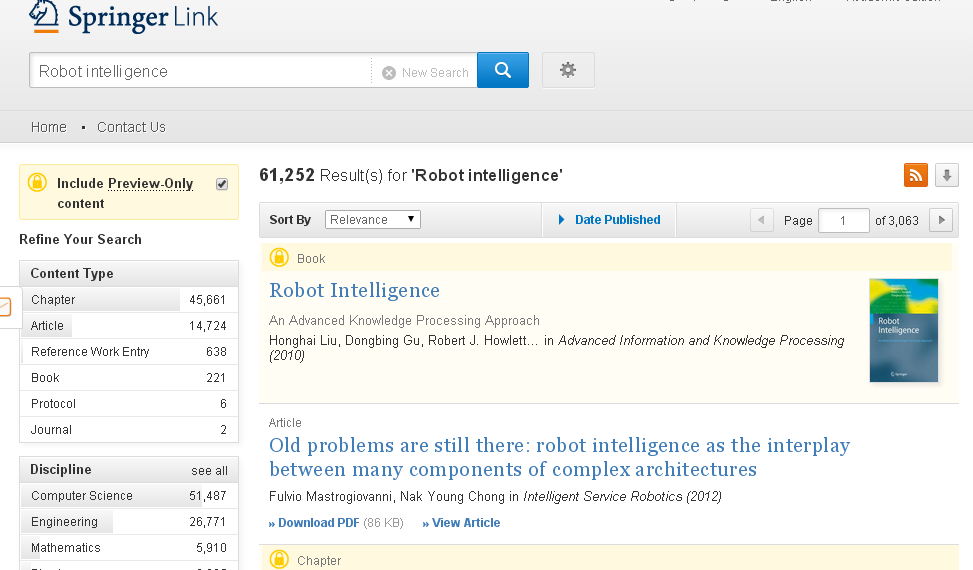 Springer Link
Robot intelligence
New Search
Home • Contact Us
Include Preview-Only
content
Refine Your Search
Content Type
Chapter 45,661
Article 14,724
Reference Work Entry 638
Book 221
Protocol 6
Journal 2
Discipline see all
Computer Science 51,487
Engineering 26,771
Mathematics 5,910
61,252 Result(s) for 'Robot intelligence'
Sort By Relevance Date Published Page 1 of 3,063
Book
Robot Intelligence
An Advanced Knowledge Processing Approach
Honghai Liu, Dongbing Gu, Robert J. Howlett... in Advanced Information and Knowledge Processing
(2010)
Robot
Intelligence
Springer
Article
Old problems are still there: robot intelligence as the interplay
between many components of complex architectures
Fulvio Mastrogiovanni, Nak Young Chong in Intelligent Service Robotics (2012)
» Download PDF (86 KB) » View Article
Chapter